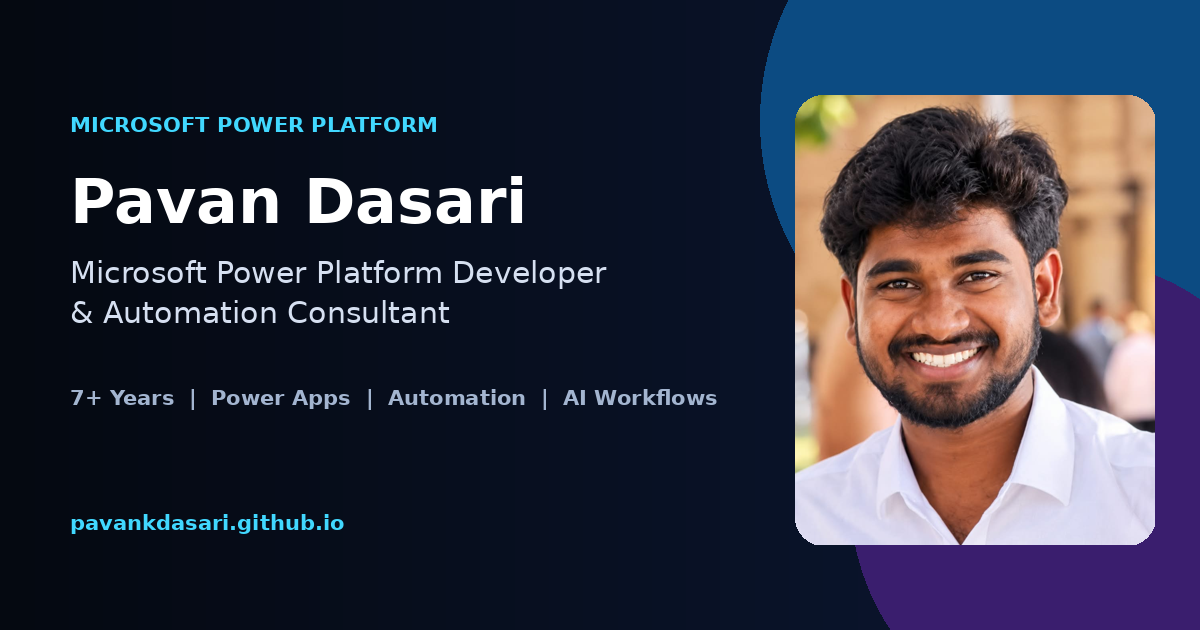 MICROSOFT POWER PLATFORM
Pavan Dasari
Microsoft Power Platform Developer
& Automation Consultant
7+ Years | Power Apps | Automation | AI Workflows
pavankdasari.github.io